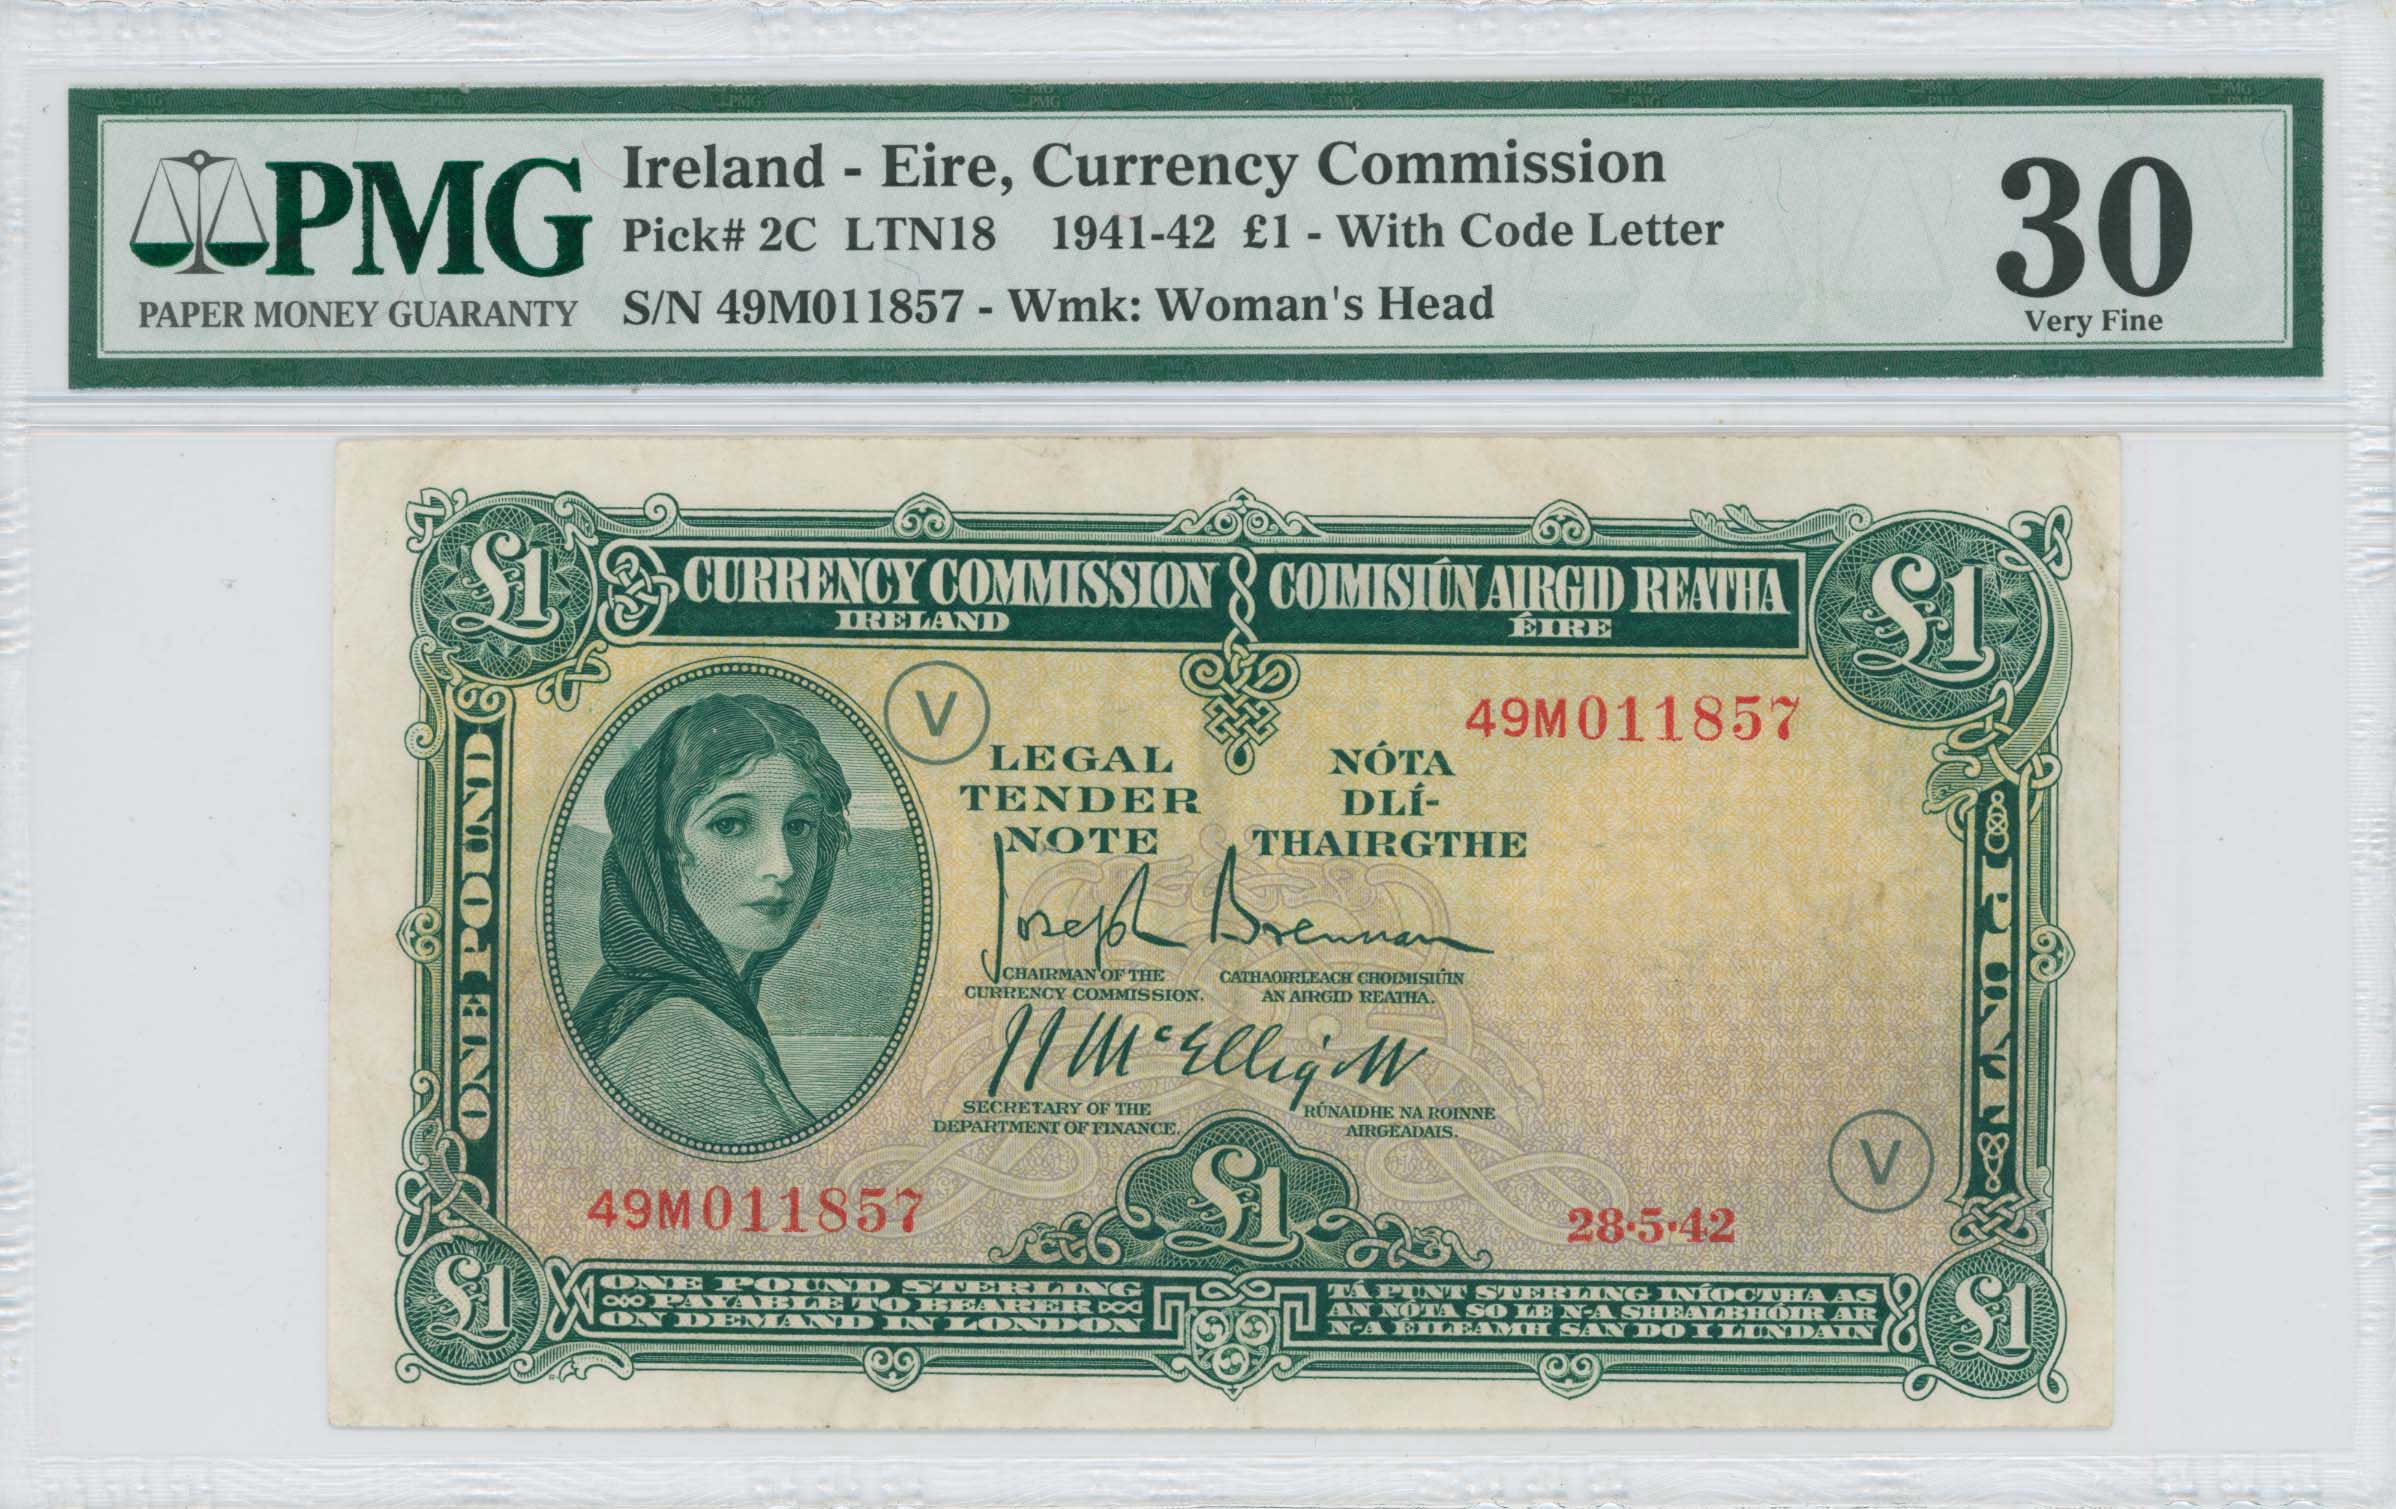 PMG
PAPER MONEY GUARANTY
Ireland - Eire, Currency Commission
Pick# 2C LTN18 1941-42 £1 - With Code Letter
S/N 49M011857 - Wmk: Woman's Head
30
Very Fine
£1
CURRENCY COMMISSION
IRELAND
COIMISIÚN AIRGID REATHA
ÉIRE
£1
ONE POUND
V
49M011857
LEGAL
TENDER
NOTE
NÓTA
DLÍ-
THAIRGTHE
Joseph Brennan
CHAIRMAN OF THE
CURRENCY COMMISSION.
CATHAOIRLEACH CHOIMISIÚIN
AN AIRGID REATHA.
J J McElligott
SECRETARY OF THE
DEPARTMENT OF FINANCE.
RÚNAIDHE NA ROINNE
AIRGEADAIS.
V
49M011857
£1
28·5·42
£1
ONE POUND STERLING
PAYABLE TO BEARER
ON DEMAND IN LONDON
TÁ PUNT STERLING INÍOCTHA AS
AN NÓTA SO LE N-A SHEALBHÓIR AR
N-A ÉILEAMH SAN DO I LUNDAIN
£1